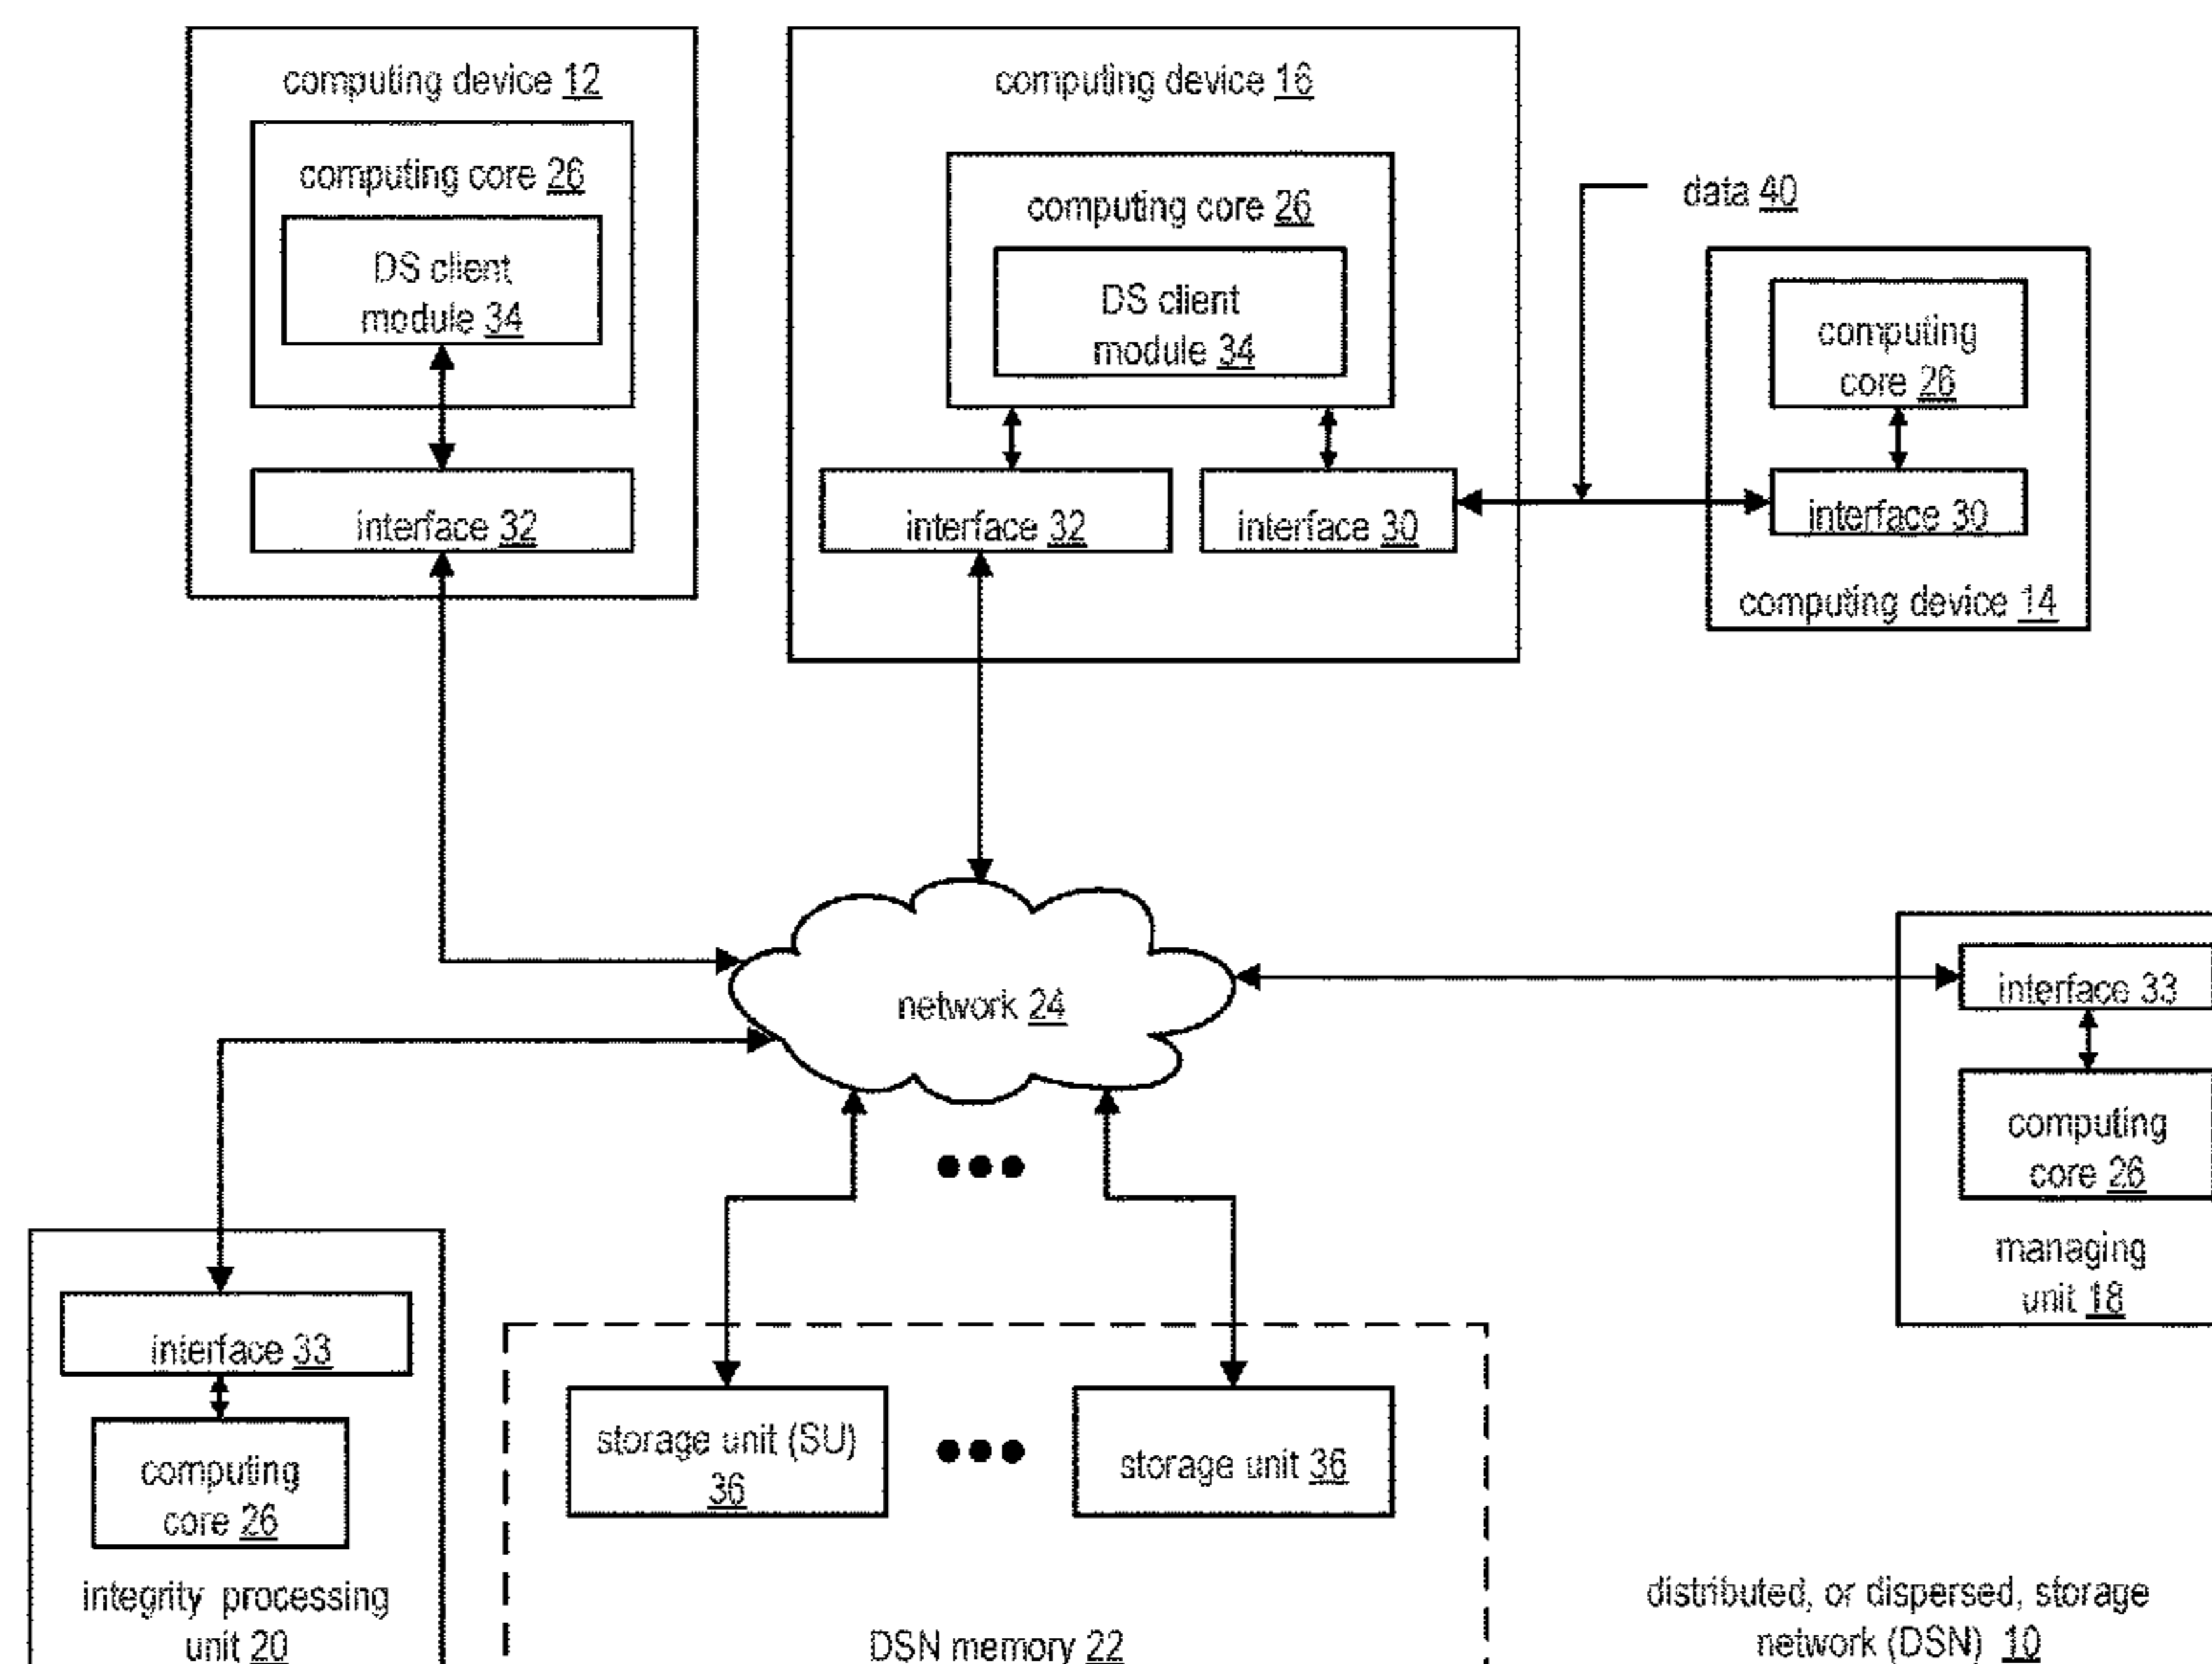 computing device 12
computing core 26
DS client
module 34
interface 32
computing device 16
computing core 26
DS client
module 34
interface 32
interface 30
data 40
computing
core 26
interface 30
computing device 14
network 24
interface 33
computing
core 26
managing
unit 18
interface 33
computing
core 26
integrity processing
unit 20
storage unit (SU)
36
storage unit 36
DSN memory 22
distributed, or dispersed, storage
network (DSN) 10